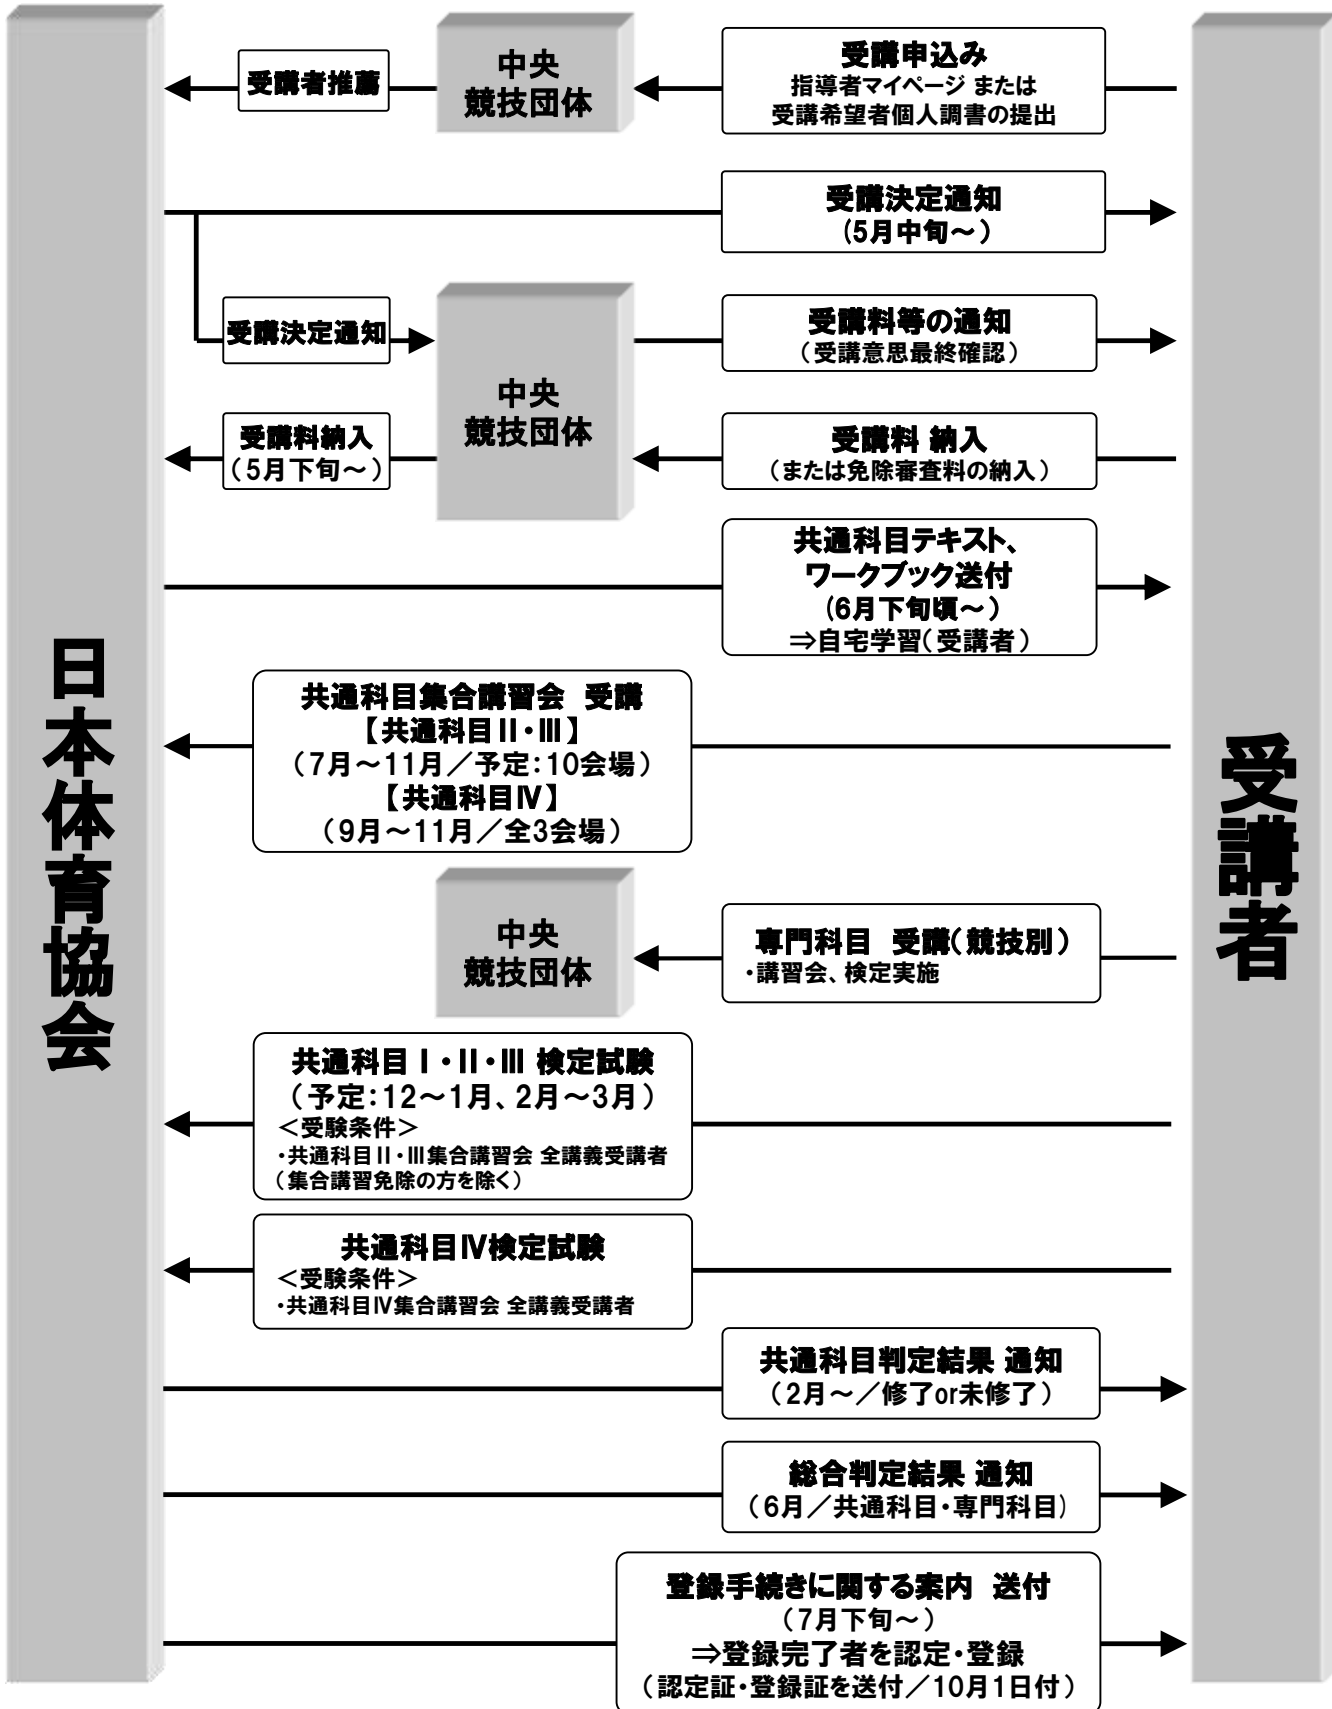 日本体育協会
受講者
受講者推薦
中央
競技団体
受講申込み
指導者マイページ または
受講希望者個人調書の提出
受講決定通知
(5月中旬～)
受講決定通知
中央
競技団体
受講料等の通知
(受講意思最終確認)
受講料納入
(5月下旬～)
受講料 納入
(または免除審査料の納入)
共通科目テキスト、
ワークブック送付
(6月下旬頃～)
⇒自宅学習(受講者)
共通科目集合講習会 受講
【共通科目Ⅱ・Ⅲ】
(7月～11月／予定:10会場)
【共通科目Ⅳ】
(9月～11月／全3会場)
中央
競技団体
専門科目 受講(競技別)
・講習会、検定実施
共通科目Ⅰ・Ⅱ・Ⅲ 検定試験
(予定:12～1月、2月～3月)
＜受験条件＞
・共通科目Ⅱ・Ⅲ集合講習会 全講義受講者
(集合講習免除の方を除く)
共通科目Ⅳ検定試験
＜受験条件＞
・共通科目Ⅳ集合講習会 全講義受講者
共通科目判定結果 通知
(2月～／修了or未修了)
総合判定結果 通知
(6月／共通科目・専門科目)
登録手続きに関する案内 送付
(7月下旬～)
⇒登録完了者を認定・登録
(認定証・登録証を送付／10月1日付)